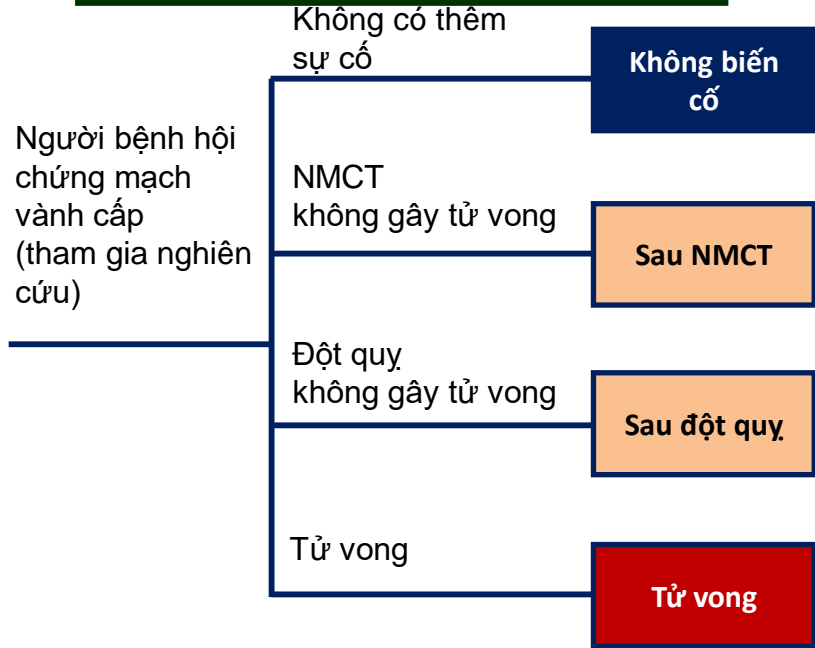 Không có thêm
sự cố
Không biến
cố
Người bệnh hội
chứng mạch
vành cấp
(tham gia nghiên
cứu)
NMCT
không gây tử vong
Sau NMCT
Đột quỵ
không gây tử vong
Sau đột quỵ
Tử vong
Tử vong